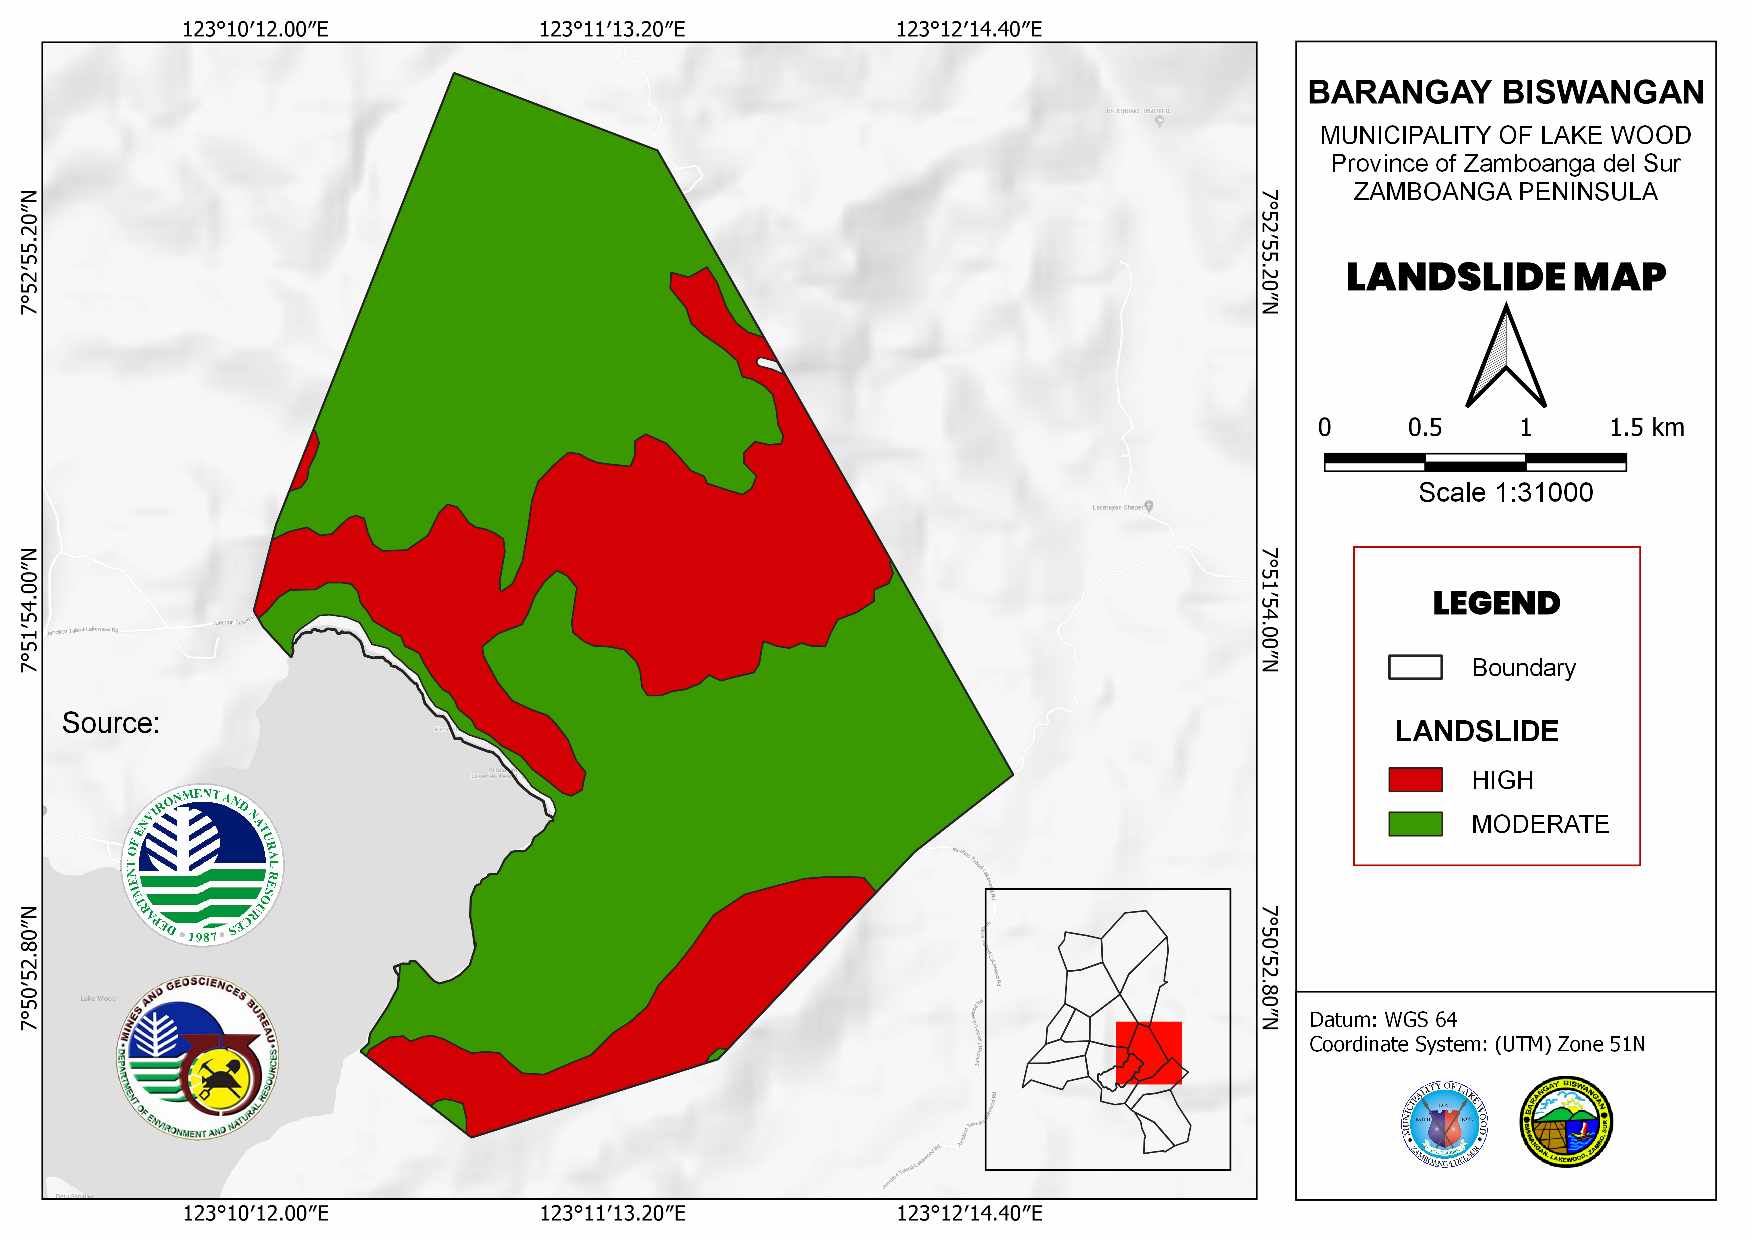 123°10′12.00″E
123°11′13.20″E
123°12′14.40″E
7°52′55.20″N
7°51′54.00″N
7°50′52.80″N
7°52′55.20″N
7°51′54.00″N
7°50′52.80″N
123°10′12.00″E
123°11′13.20″E
123°12′14.40″E
Source:
DEPARTMENT OF ENVIRONMENT AND NATURAL RESOURCES
1987
MINES AND GEOSCIENCES BUREAU
DEPARTMENT OF ENVIRONMENT AND NATURAL RESOURCES
Lake Wood
BARANGAY BISWANGAN
MUNICIPALITY OF LAKE WOOD
Province of Zamboanga del Sur
ZAMBOANGA PENINSULA
LANDSLIDE MAP
0 0.5 1 1.5 km
Scale 1:31000
LEGEND
Boundary
LANDSLIDE
HIGH
MODERATE
Datum: WGS 64
Coordinate System: (UTM) Zone 51N
MUNICIPALITY OF LAKE WOOD
ZAMBOANGA DEL SUR
BARANGAY BISWANGAN